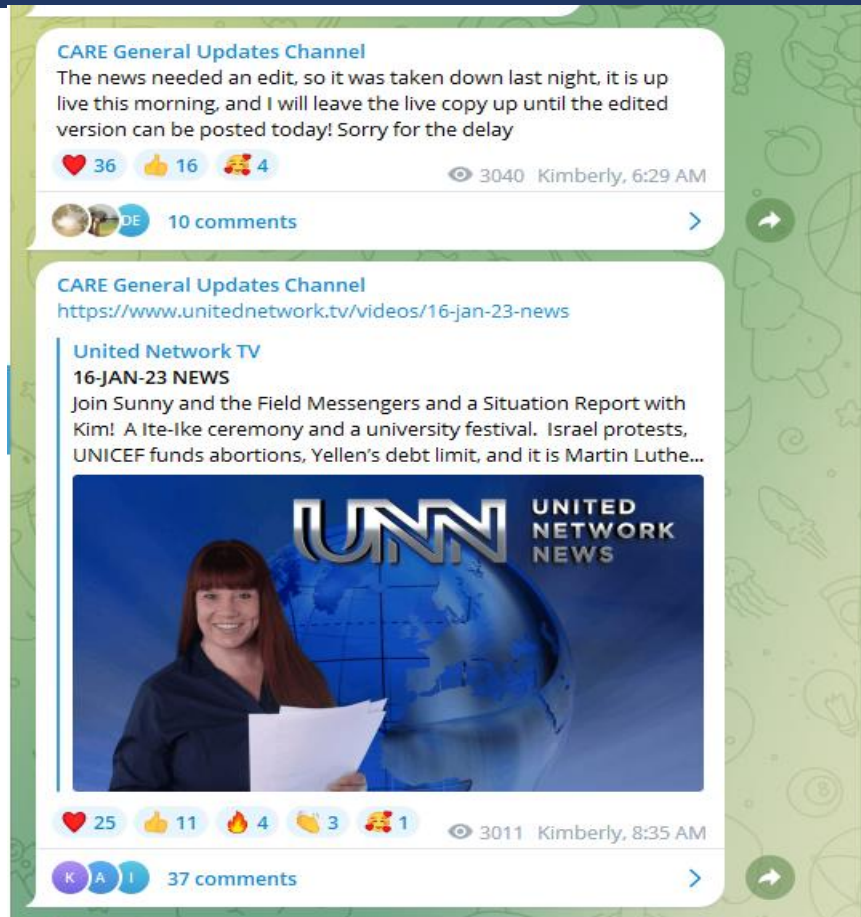 CARE General Updates Channel
The news needed an edit, so it was taken down last night, it is up
live this morning, and I will leave the live copy up until the edited
version can be posted today! Sorry for the delay
36 16 4
3040 Kimberly, 6:29 AM
DE 10 comments
CARE General Updates Channel
https://www.unitednetwork.tv/videos/16-jan-23-news
United Network TV
16-JAN-23 NEWS
Join Sunny and the Field Messengers and a Situation Report with
Kim! A Ite-Ike ceremony and a university festival. Israel protests,
UNICEF funds abortions, Yellen's debt limit, and it is Martin Luthe...
UNN
UNITED
NETWORK
NEWS
25 11 4 3 1
3011 Kimberly, 8:35 AM
K A I 37 comments